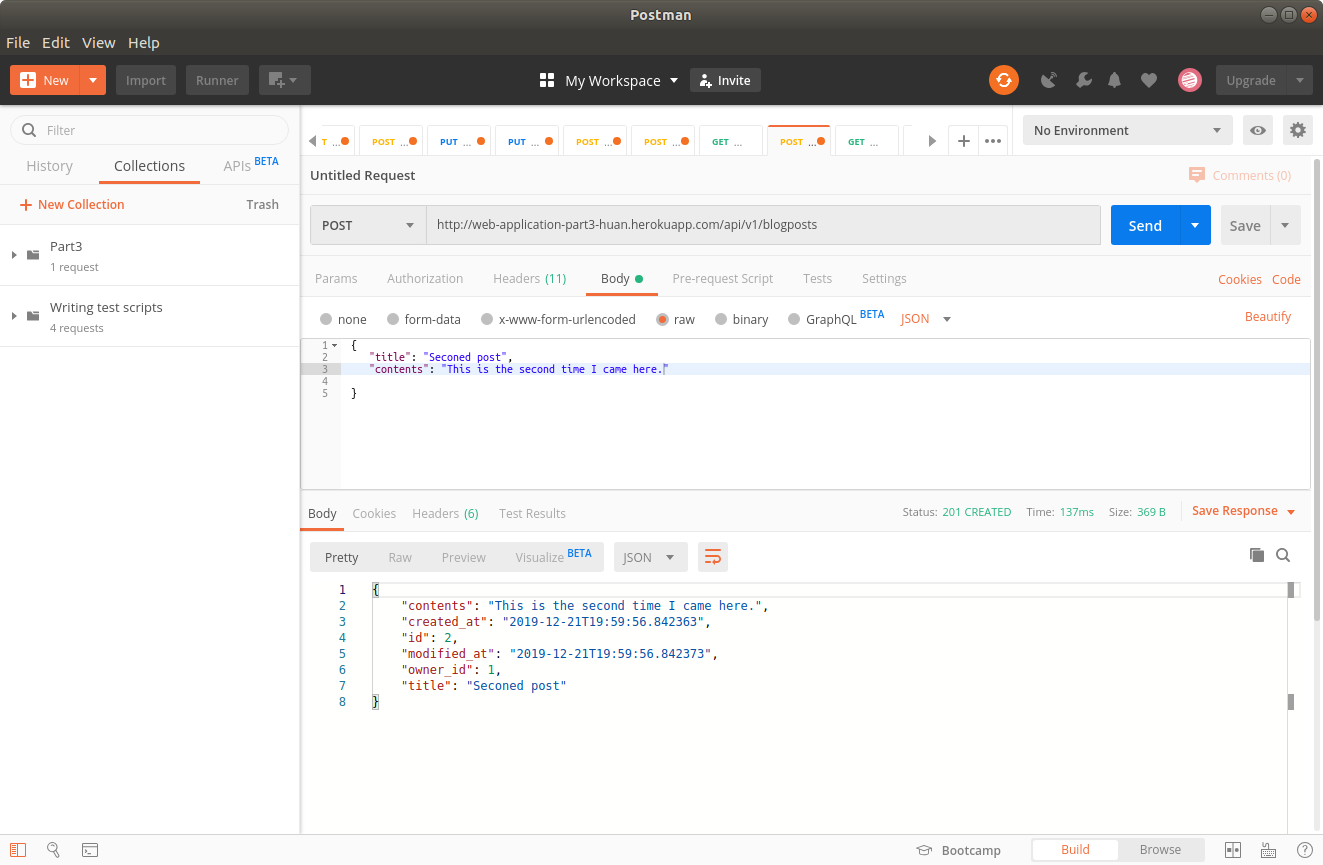 Postman
File Edit View Help
New Import Runner My Workspace Invite Upgrade
Filter
History Collections APIs BETA
New Collection Trash
Part3
1 request
Writing test scripts
4 requests
T ... POST ... PUT ... PUT ... POST ... POST ... GET ... POST ... GET ... No Environment
Untitled Request Comments (0)
POST http://web-application-part3-huan.herokuapp.com/api/v1/blogposts Send Save
Params Authorization Headers (11) Body Pre-request Script Tests Settings Cookies Code
none form-data x-www-form-urlencoded raw binary GraphQL BETA JSON Beautify
1 {
2 "title": "Seconed post",
3 "contents": "This is the second time I came here."
4
5 }
Body Cookies Headers (6) Test Results Status: 201 CREATED Time: 137ms Size: 369 B Save Response
Pretty Raw Preview Visualize BETA JSON
1 {
2 "contents": "This is the second time I came here.",
3 "created_at": "2019-12-21T19:59:56.842363",
4 "id": 2,
5 "modified_at": "2019-12-21T19:59:56.842373",
6 "owner_id": 1,
7 "title": "Seconed post"
8 }
Bootcamp Build Browse